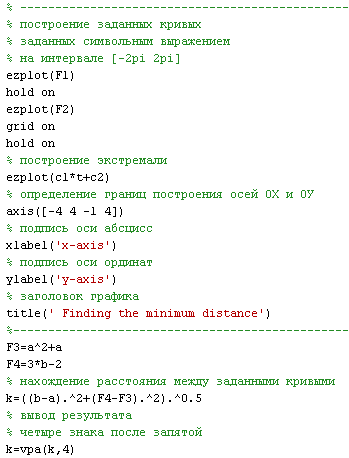 % -----------------------------------------------
% построение заданных кривых
% заданных символьным выражением
% на интервале [-2pi 2pi]
ezplot(F1)
hold on
ezplot(F2)
grid on
hold on
% построение экстремали
ezplot(c1*t+c2)
% определение границ построения осей ОХ и ОУ
axis([-4 4 -1 4])
% подпись оси абсцисс
xlabel('x-axis')
% подпись оси ординат
ylabel('y-axis')
% заголовок графика
title(' Finding the minimum distance')
%------------------------------------------------
F3=a^2+a
F4=3*b-2
% нахождение расстояния между заданными кривыми
k=((b-a).^2+(F4-F3).^2).^0.5
% вывод результата
% четыре знака после запятой
k=vpa(k,4)